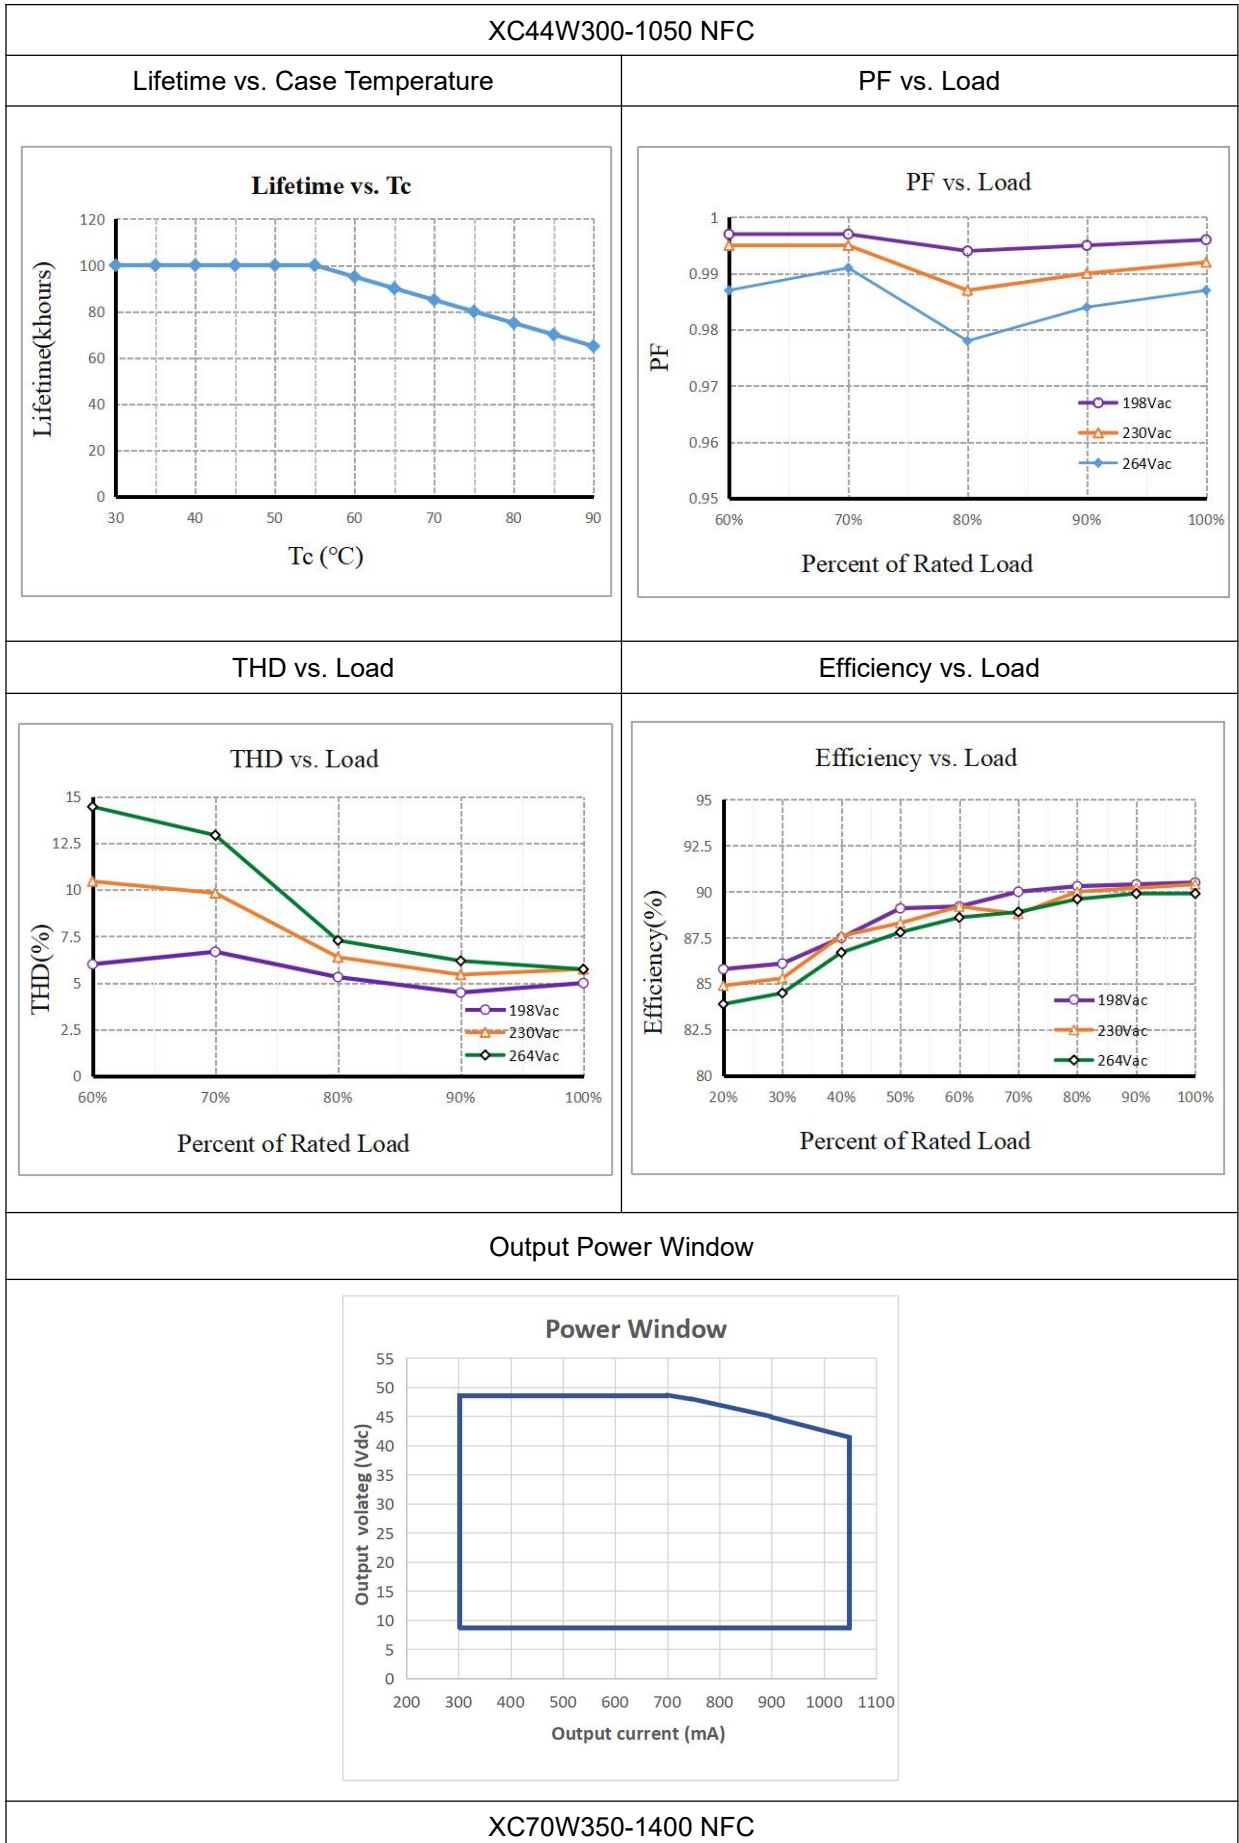 XC44W300-1050 NFC
Lifetime vs. Case Temperature
PF vs. Load
Lifetime vs. Tc
120
100
80
60
40
20
0
Lifetime(khours)
30 40 50 60 70 80 90
Tc (℃)
PF vs. Load
1
0.99
0.98
0.97
0.96
0.95
PF
198Vac
230Vac
264Vac
60% 70% 80% 90% 100%
Percent of Rated Load
THD vs. Load
Efficiency vs. Load
THD vs. Load
15
12.5
10
7.5
5
2.5
0
THD(%)
198Vac
230Vac
264Vac
60% 70% 80% 90% 100%
Percent of Rated Load
Efficiency vs. Load
95
92.5
90
87.5
85
82.5
80
Efficiency(%)
198Vac
230Vac
264Vac
20% 30% 40% 50% 60% 70% 80% 90% 100%
Percent of Rated Load
Output Power Window
Power Window
55
50
45
40
35
30
25
20
15
10
5
0
Output volateg (Vdc)
200 300 400 500 600 700 800 900 1000 1100
Output current (mA)
XC70W350-1400 NFC